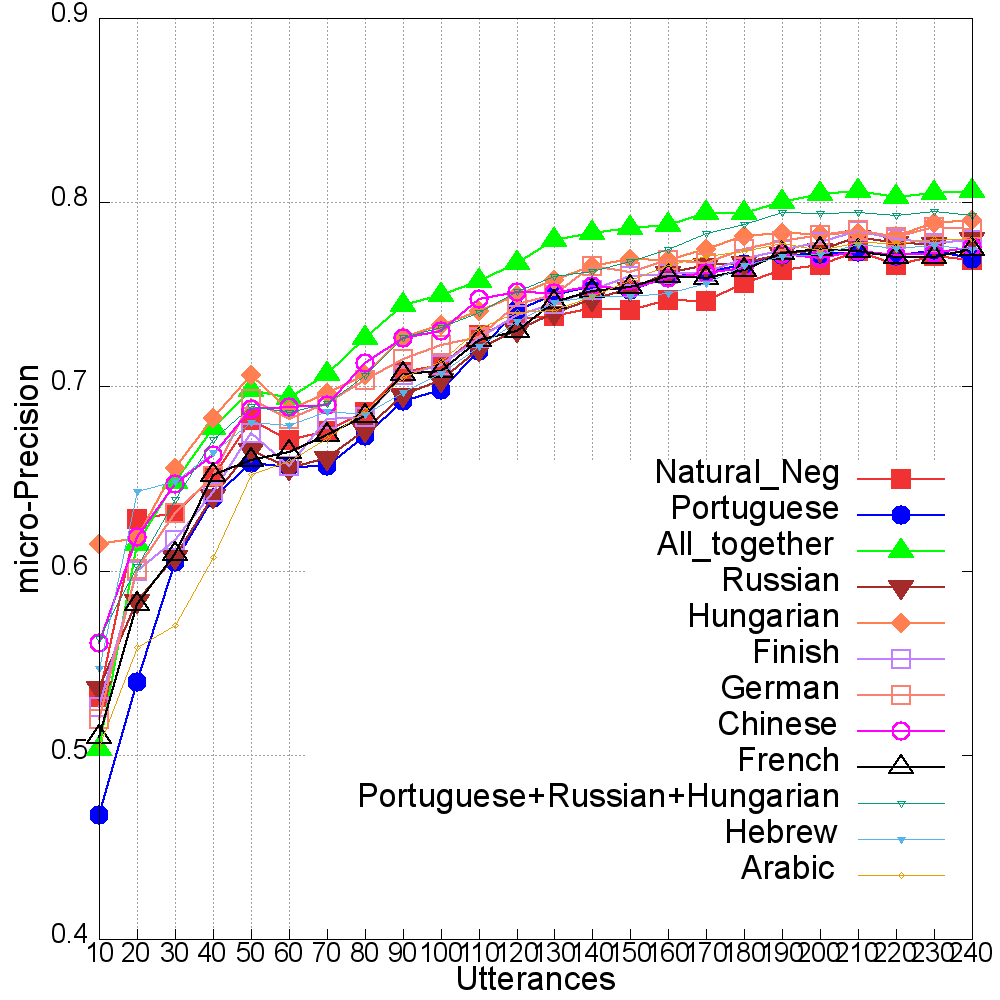 0.9
0.8
0.7
0.6
0.5
0.4
micro-Precision
Natural_Neg
Portuguese
All_together
Russian
Hungarian
Finish
German
Chinese
French
Portuguese+Russian+Hungarian
Hebrew
Arabic
10 20 30 40 50 60 70 80 90 100 110 120 130 140 150 160 170 180 190 200 210 220 230 240
Utterances